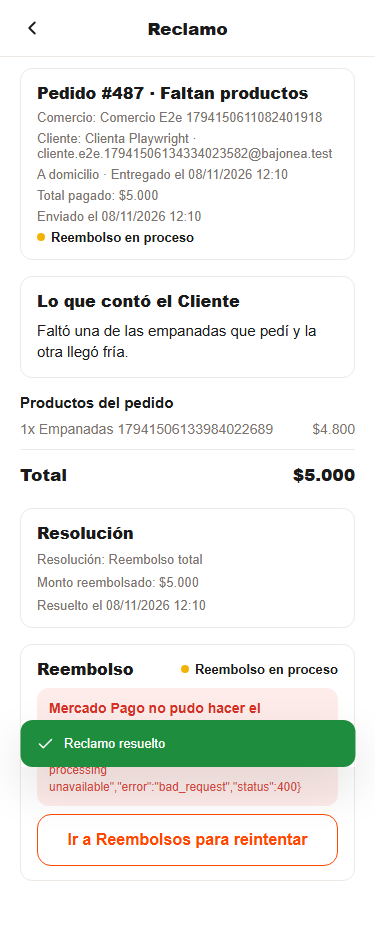 Reclamo
Pedido #487 · Faltan productos
Comercio: Comercio E2e 1794150611082401918
Cliente: Clienta Playwright ·
cliente.e2e.17941506134334023582@bajonea.test
A domicilio · Entregado el 08/11/2026 12:10
Total pagado: $5.000
Enviado el 08/11/2026 12:10
Reembolso en proceso
Lo que contó el Cliente
Faltó una de las empanadas que pedí y la
otra llegó fría.
Productos del pedido
1x Empanadas 17941506133984022689 $4.800
Total $5.000
Resolución
Resolución: Reembolso total
Monto reembolsado: $5.000
Resuelto el 08/11/2026 12:10
Reembolso Reembolso en proceso
Mercado Pago no pudo hacer el
Reclamo resuelto
processing
unavailable","error":"bad_request","status":400}
Ir a Reembolsos para reintentar